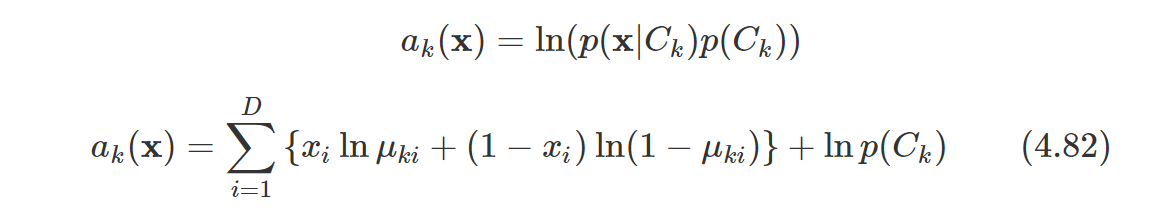 a_k(𝐱) = ln(p(𝐱|C_k)p(C_k))
a_k(𝐱) = ∑_{i=1}^{D} {x_i ln μ_{ki} + (1 − x_i) ln(1 − μ_{ki})} + ln p(C_k) (4.82)